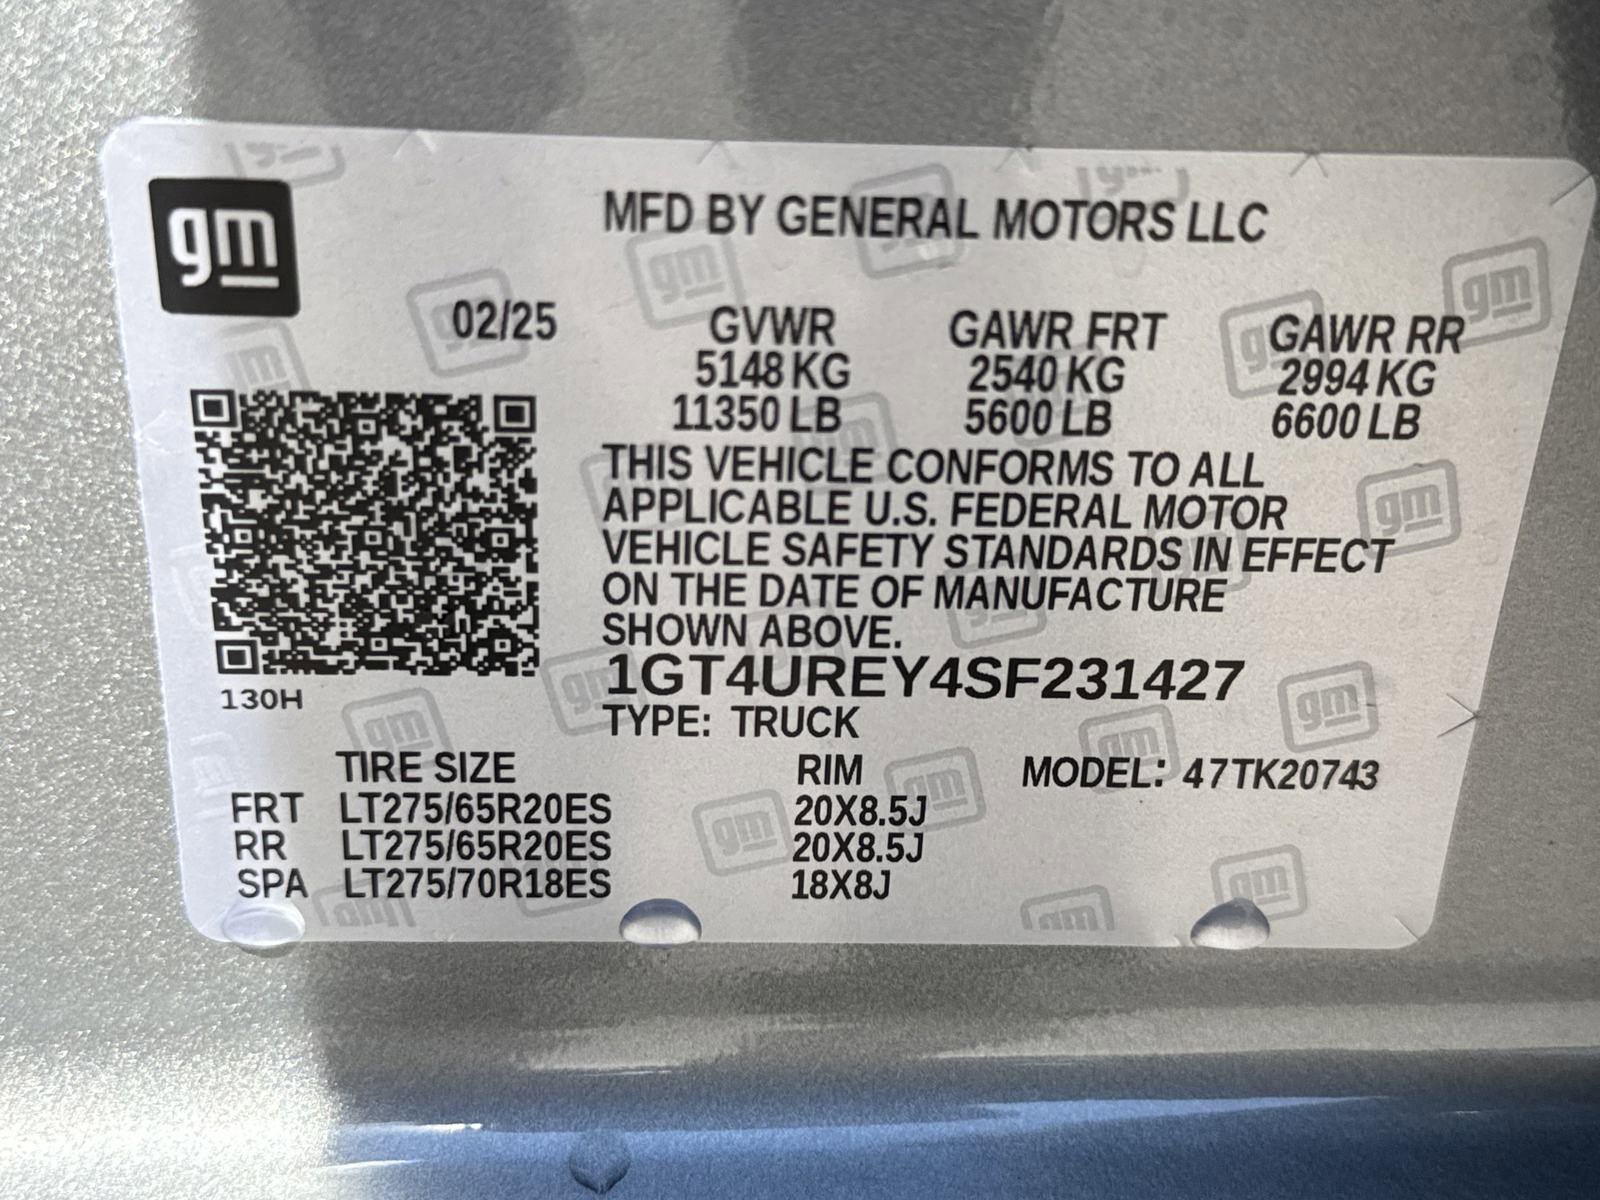 gm
MFD BY GENERAL MOTORS LLC
02/25 GVWR GAWR FRT GAWR RR
5148 KG 2540 KG 2994 KG
11350 LB 5600 LB 6600 LB
THIS VEHICLE CONFORMS TO ALL
APPLICABLE U.S. FEDERAL MOTOR
VEHICLE SAFETY STANDARDS IN EFFECT
ON THE DATE OF MANUFACTURE
SHOWN ABOVE.
1GT4UREY4SF231427
130H
TYPE: TRUCK
TIRE SIZE RIM MODEL: 47TK20743
FRT LT275/65R20ES 20X8.5J
RR LT275/65R20ES 20X8.5J
SPA LT275/70R18ES 18X8J